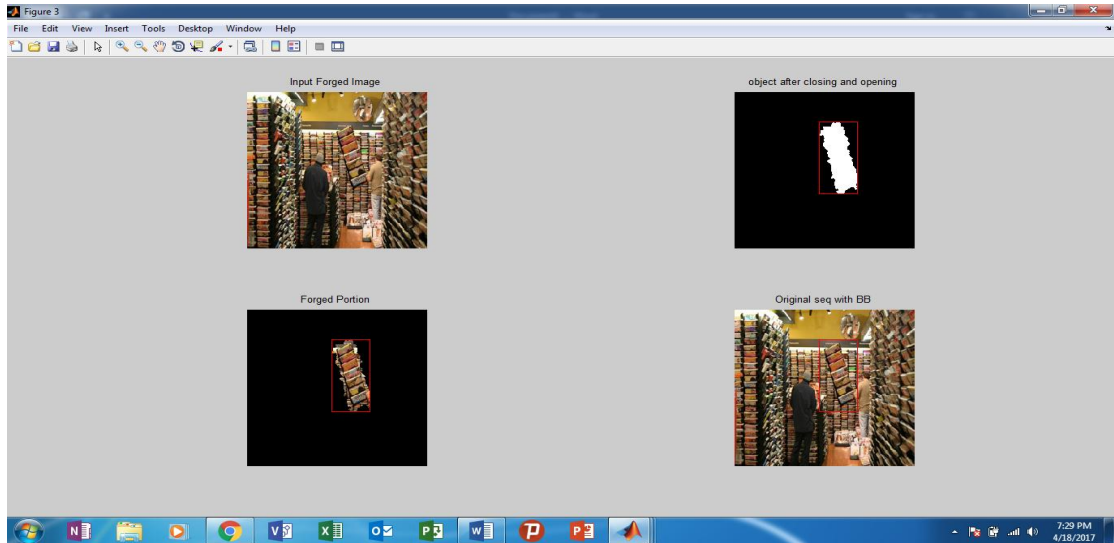 Figure 3
File Edit View Insert Tools Desktop Window Help
Input Forged Image
object after closing and opening
Forged Portion
Original seq with BB
7:29 PM
4/18/2017